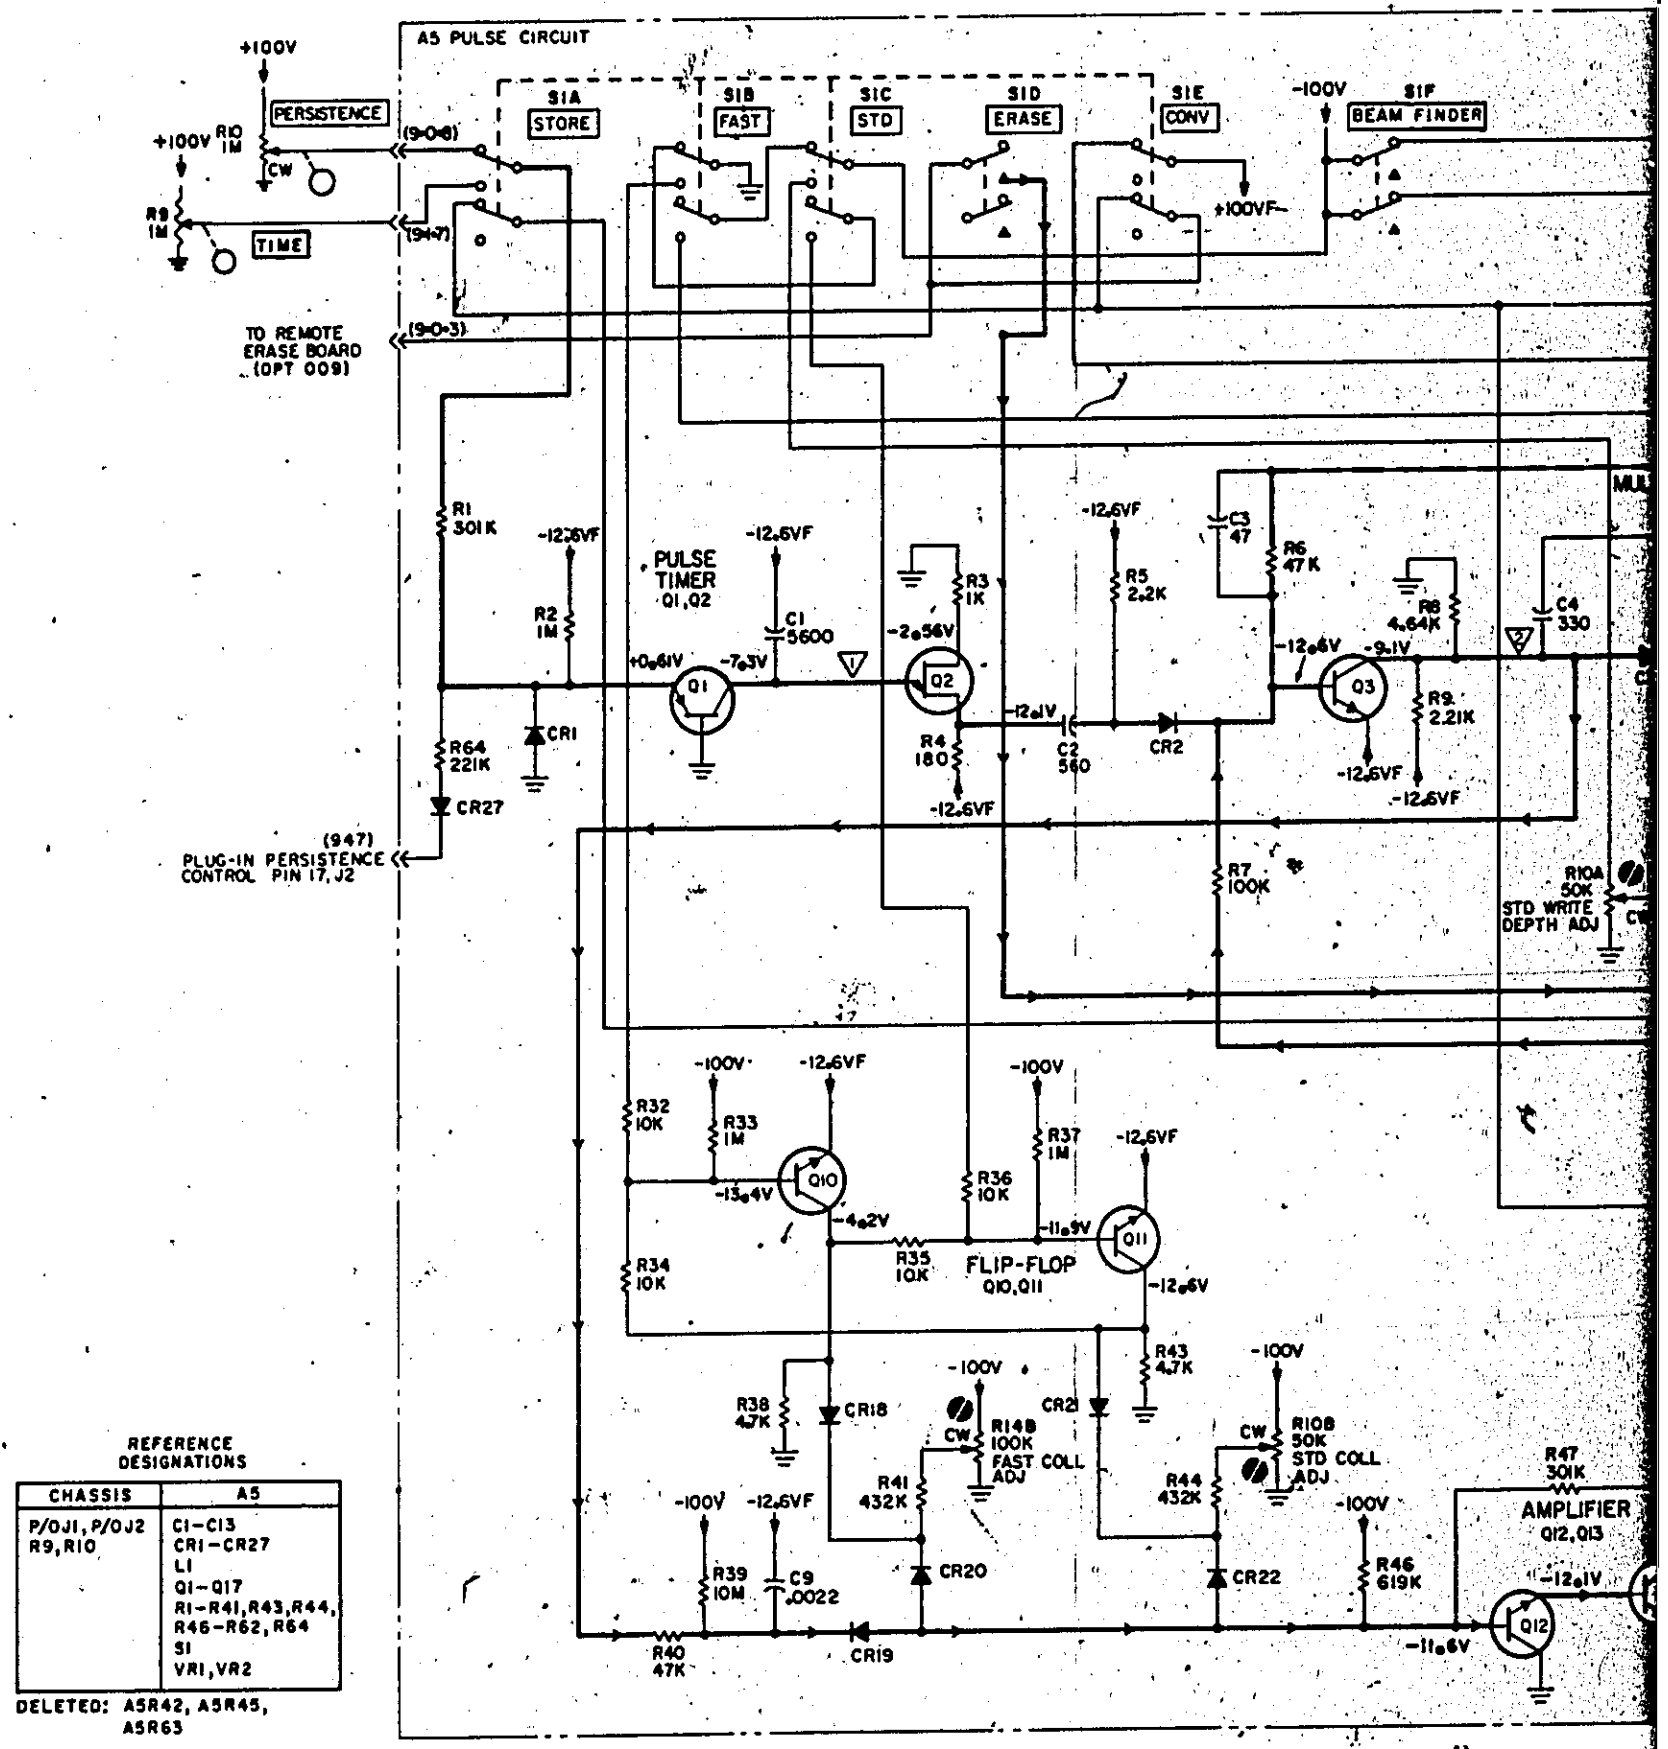 A5 PULSE CIRCUIT
+100V
PERSISTENCE
R10
1M
CW
(9-0-8)
+100V
R9
1M
TIME
(9-1-7)
S1A
STORE
S1B
FAST
S1C
STD
S1D
ERASE
S1E
CONV
+100VF
-100V
S1F
BEAM FINDER
TO REMOTE
ERASE BOARD
(OPT 009)
(9-0-3)
R1
301K
-12.6VF
R2
1M
PULSE
TIMER
Q1,Q2
-12.6VF
C1
5600
+0.61V
-7.3V
Q1
1
R3
1K
-2.56V
Q2
-12.1V
R4
180
-12.6VF
C2
560
-12.6VF
R5
2.2K
CR2
C3
47
R6
47K
-12.6V
-9.1V
Q3
-12.6VF
R8
4.64K
R9
2.21K
-12.6VF
2
C4
330
MUL
CR1
R64
221K
CR27
(947)
PLUG-IN PERSISTENCE
CONTROL PIN 17, J2
R7
100K
R10A
50K
STD WRITE
DEPTH ADJ
CW
R32
10K
-100V
R33
1M
-12.6VF
Q10
-13.4V
-4.2V
R34
10K
R35
10K
R36
10K
-100V
R37
1M
-12.6VF
-11.9V
Q11
-12.6V
FLIP-FLOP
Q10,Q11
R43
4.7K
R38
4.7K
CR18
-100V
CW
R14B
100K
FAST COLL
ADJ
R41
432K
CR21
-100V
CW
R10B
50K
STD COLL
ADJ
R44
432K
R47
301K
AMPLIFIER
Q12,Q13
-100V
R39
10M
-12.6VF
C9
.0022
CR20
CR22
-100V
R46
619K
-12.1V
Q12
-11.6V
R40
47K
CR19
REFERENCE
DESIGNATIONS
CHASSIS A5
P/OJ1, P/OJ2 C1-C13
R9,R10 CR1-CR27
L1
Q1-Q17
R1-R41,R43,R44,
R46-R62, R64
S1
VR1,VR2
DELETED: A5R42, A5R45,
A5R63